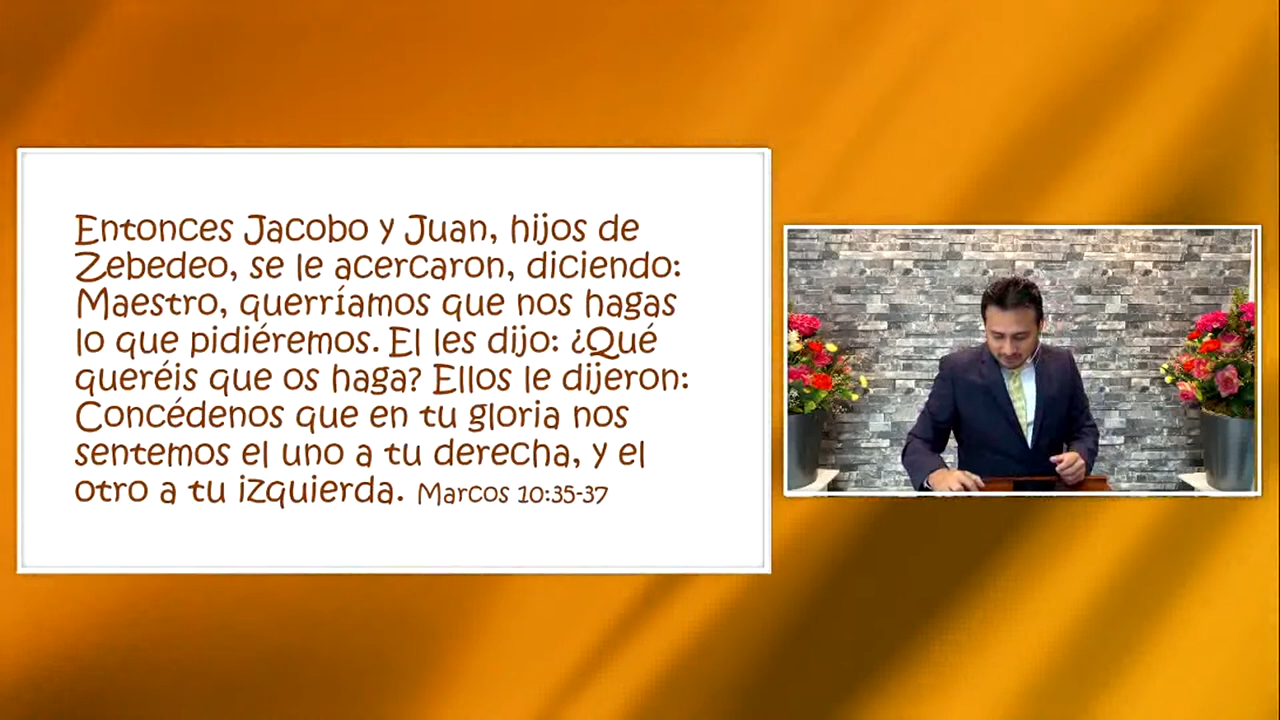 Entonces Jacobo y Juan, hijos de
Zebedeo, se le acercaron, diciendo:
Maestro, querríamos que nos hagas
lo que pidiéremos. El les dijo: ¿Qué
queréis que os haga? Ellos le dijeron:
Concédenos que en tu gloria nos
sentemos el uno a tu derecha, y el
otro a tu izquierda. Marcos 10:35-37